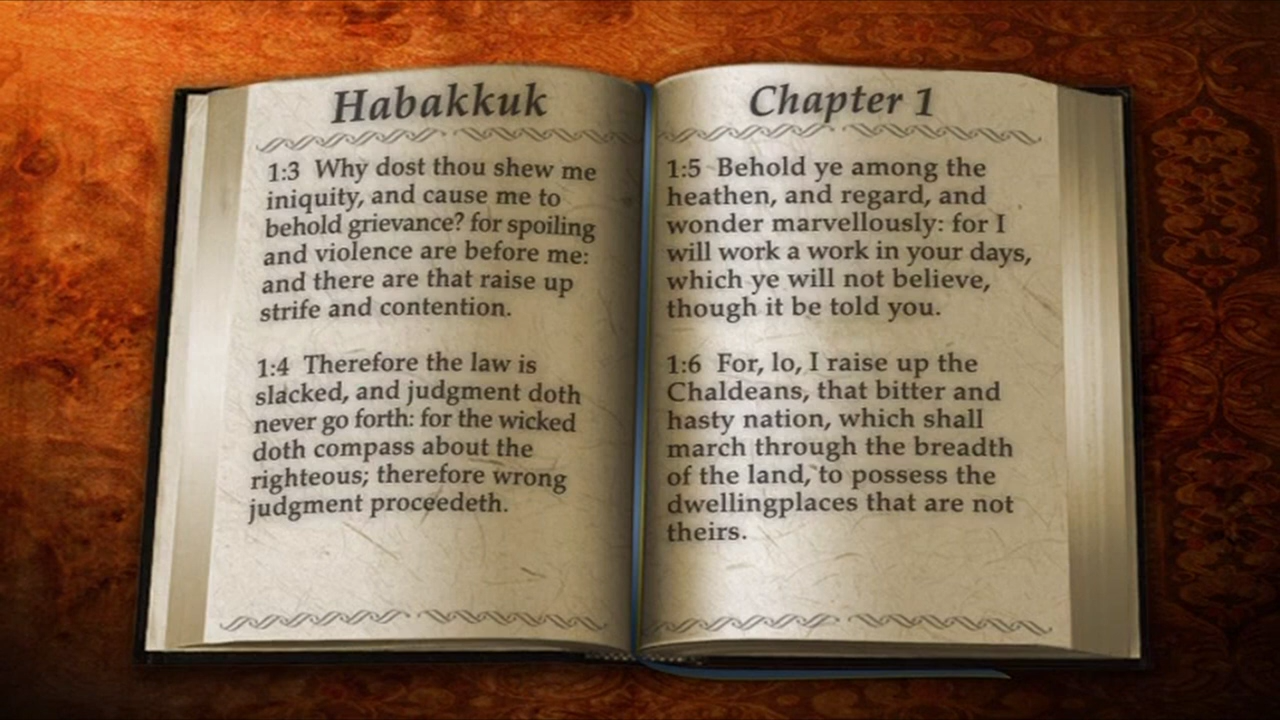 Habakkuk
1:3 Why dost thou shew me
iniquity, and cause me to
behold grievance? for spoiling
and violence are before me:
and there are that raise up
strife and contention.
1:4 Therefore the law is
slacked, and judgment doth
never go forth: for the wicked
doth compass about the
righteous; therefore wrong
judgment proceedeth.
Chapter 1
1:5 Behold ye among the
heathen, and regard, and
wonder marvellously: for I
will work a work in your days,
which ye will not believe,
though it be told you.
1:6 For, lo, I raise up the
Chaldeans, that bitter and
hasty nation, which shall
march through the breadth
of the land, to possess the
dwellingplaces that are not
theirs.